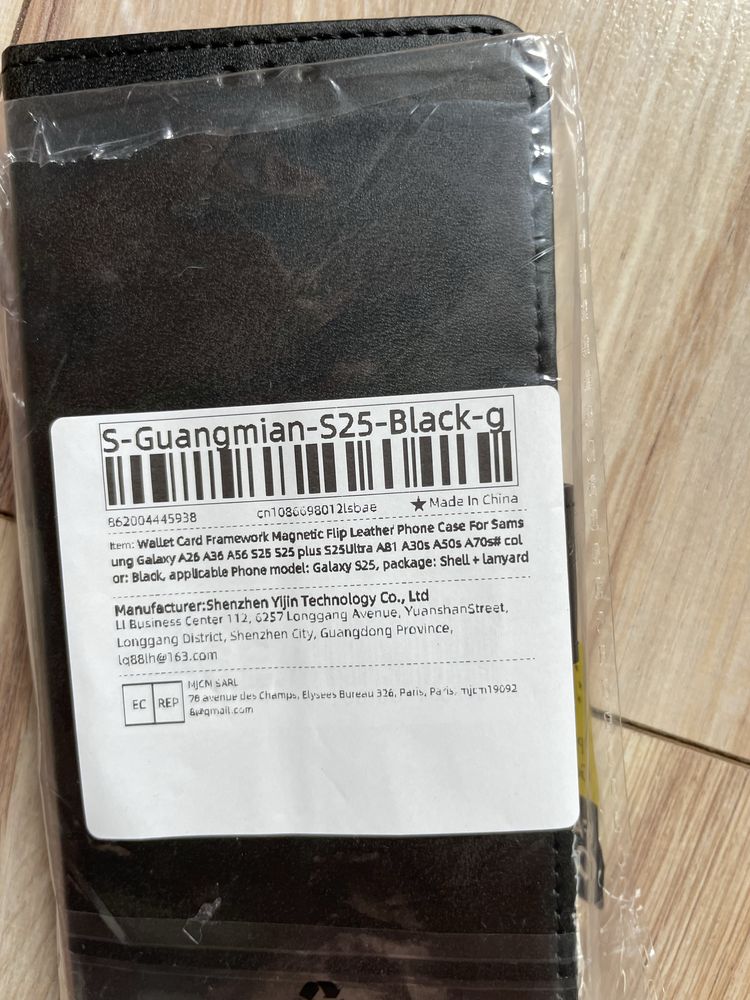 S-Guangmian-S25-Black-g
862004445938 cn1086698012lsbae ★Made In China
Item: Wallet Card Framework Magnetic Flip Leather Phone Case For Sams
ung Galaxy A26 A36 A56 S25 S25 plus S25Ultra A81 A30s A50s A70s# col
or: Black, applicable Phone model: Galaxy S25, package: Shell + lanyard
Manufacturer:Shenzhen Yijin Technology Co., Ltd
LI Business Center 112, 6257 Longgang Avenue, YuanshanStreet,
Longgang District, Shenzhen City, Guangdong Province,
lq88lh@163.com
EC REP
MJCM SARL
78 avenue des Champs, Elysees Bureau 326, Paris, Paris, mjcm19092
8@gmail.com